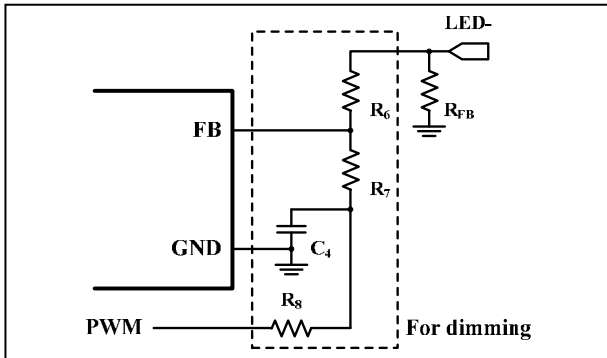 LED-
R6
RFB
FB
R7
GND
C4
R8
PWM
For dimming